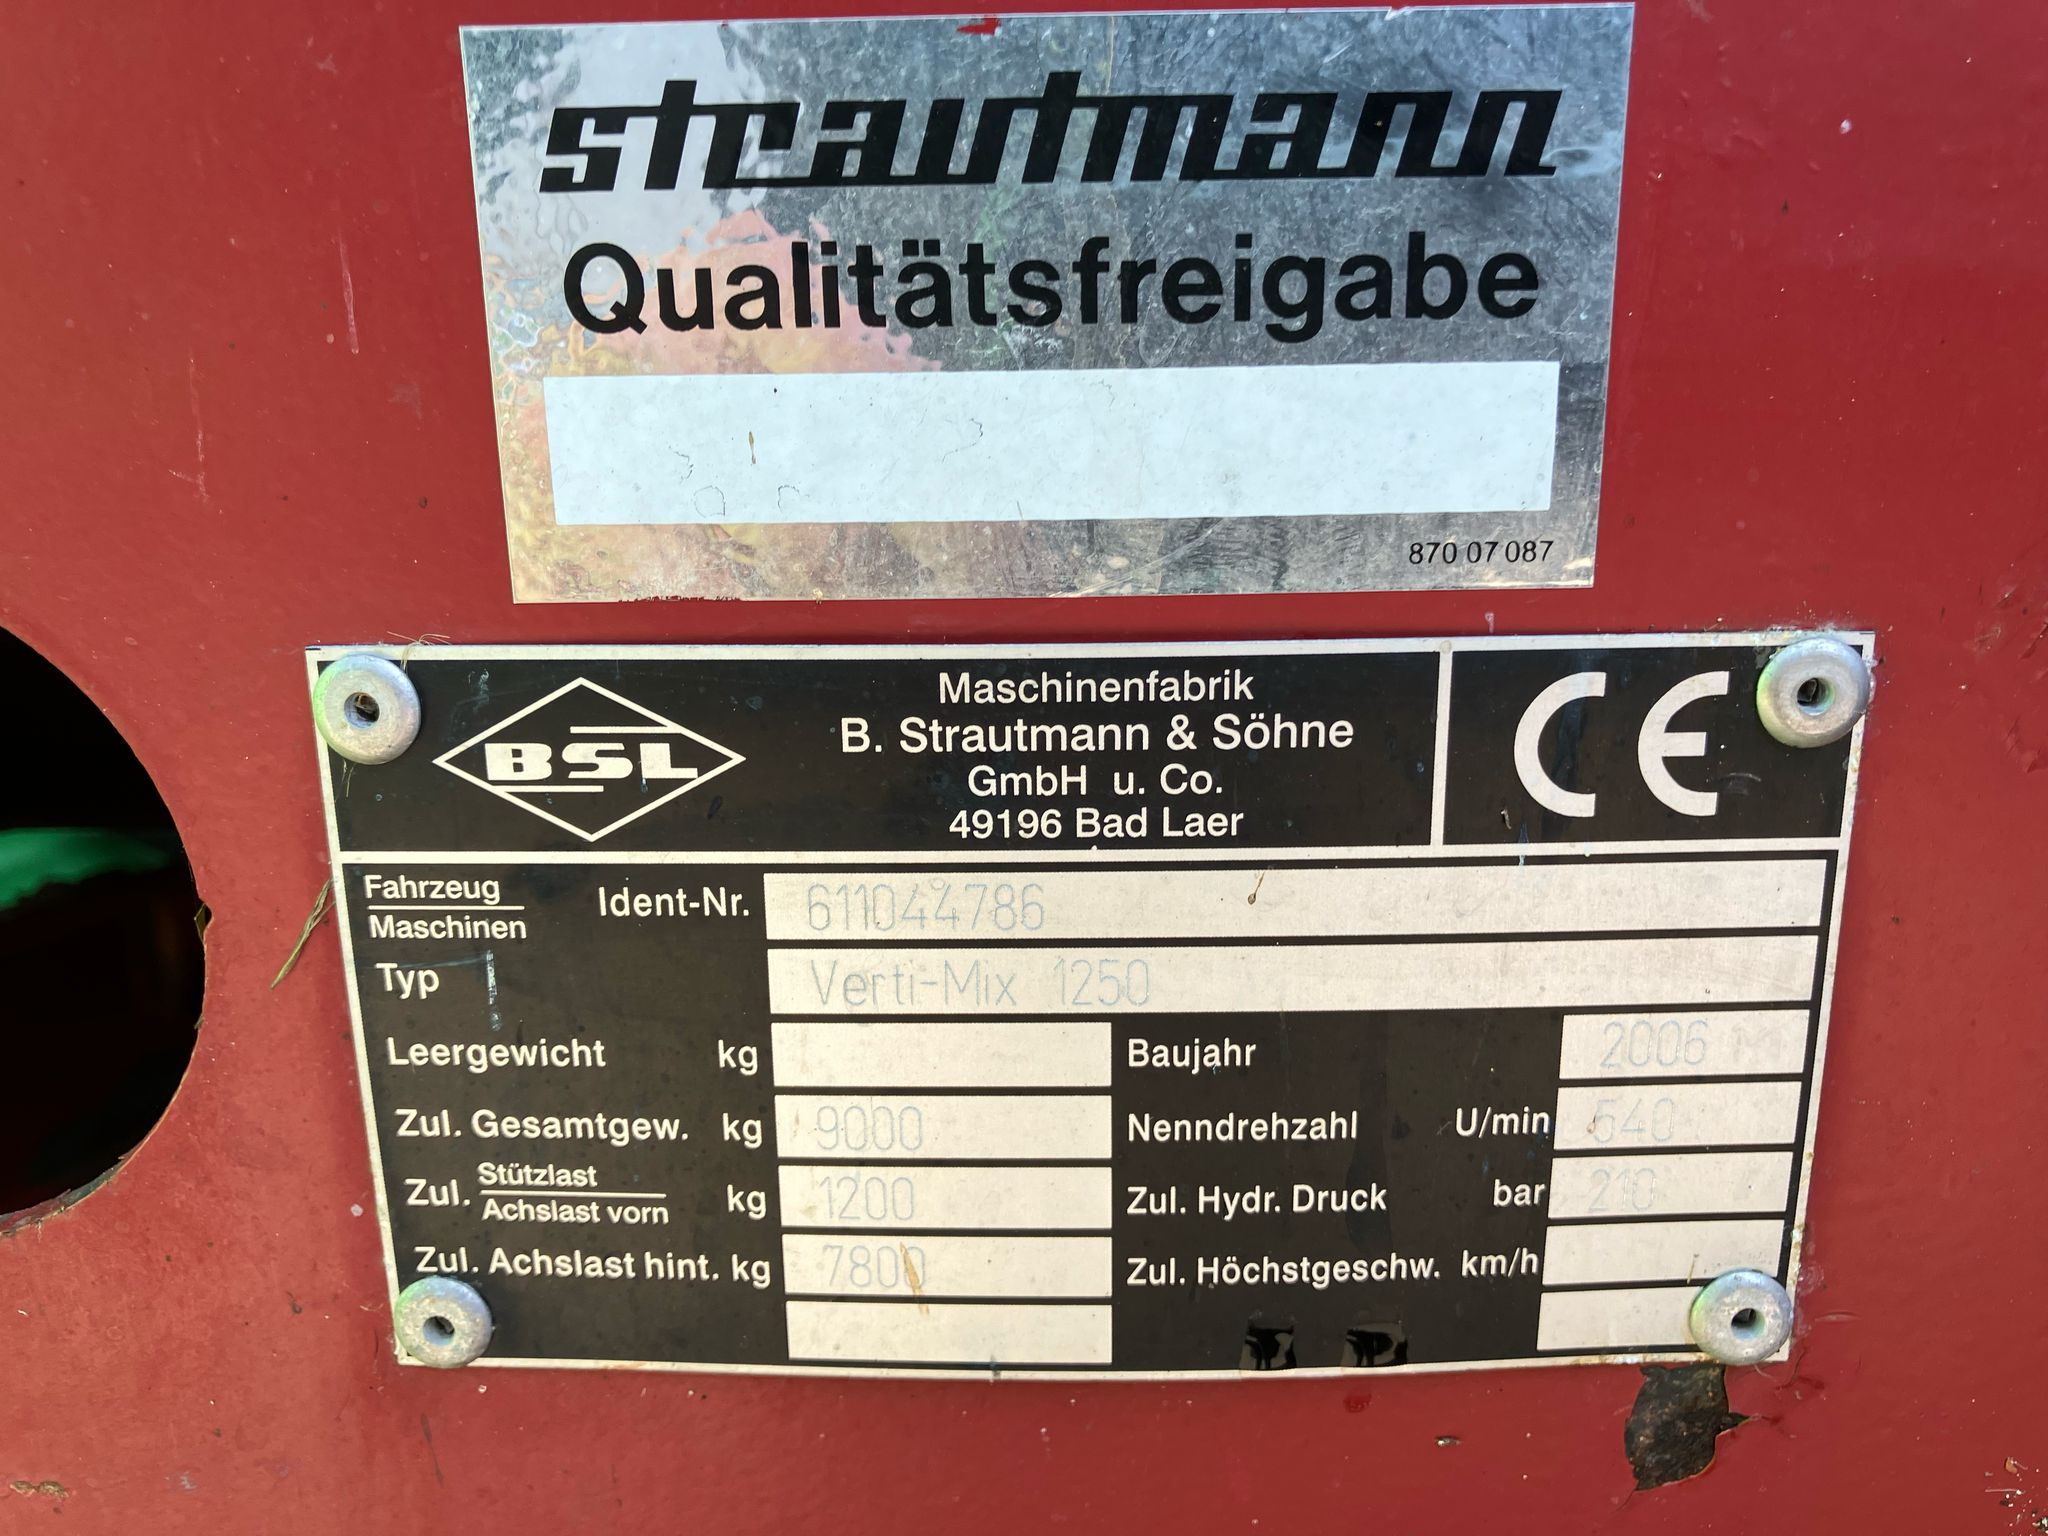 strautmann
Qualitätsfreigabe
870 07 087
BSL
Maschinenfabrik
B. Strautmann & Söhne
GmbH u. Co.
49196 Bad Laer
CE
Fahrzeug
Maschinen
Ident-Nr. 611044786
Typ Verti-Mix 1250
Leergewicht kg
Baujahr 2006
Zul. Gesamtgew. kg 9000
Nenndrehzahl U/min 540
Zul. Stützlast
Achslast vorn kg 1200
Zul. Hydr. Druck bar 210
Zul. Achslast hint. kg 7800
Zul. Höchstgeschw. km/h